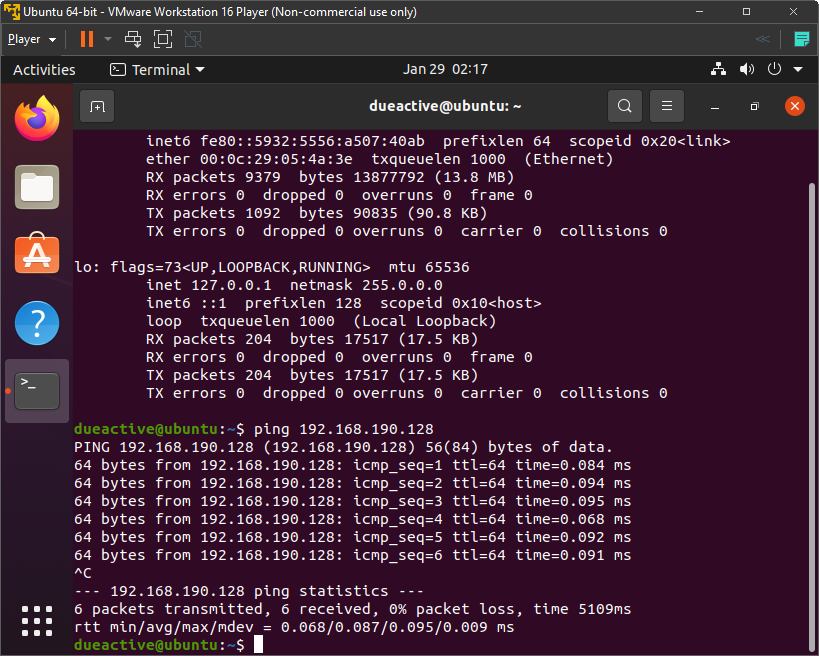 Ubuntu 64-bit - VMware Workstation 16 Player (Non-commercial use only)
Player
Activities Terminal Jan 29 02:17
dueactive@ubuntu: ~
inet6 fe80::5932:5556:a507:40ab prefixlen 64 scopeid 0x20<link>
ether 00:0c:29:05:4a:3e txqueuelen 1000 (Ethernet)
RX packets 9379 bytes 13877792 (13.8 MB)
RX errors 0 dropped 0 overruns 0 frame 0
TX packets 1092 bytes 90835 (90.8 KB)
TX errors 0 dropped 0 overruns 0 carrier 0 collisions 0
lo: flags=73<UP,LOOPBACK,RUNNING> mtu 65536
inet 127.0.0.1 netmask 255.0.0.0
inet6 ::1 prefixlen 128 scopeid 0x10<host>
loop txqueuelen 1000 (Local Loopback)
RX packets 204 bytes 17517 (17.5 KB)
RX errors 0 dropped 0 overruns 0 frame 0
TX packets 204 bytes 17517 (17.5 KB)
TX errors 0 dropped 0 overruns 0 carrier 0 collisions 0
dueactive@ubuntu:~$ ping 192.168.190.128
PING 192.168.190.128 (192.168.190.128) 56(84) bytes of data.
64 bytes from 192.168.190.128: icmp_seq=1 ttl=64 time=0.084 ms
64 bytes from 192.168.190.128: icmp_seq=2 ttl=64 time=0.094 ms
64 bytes from 192.168.190.128: icmp_seq=3 ttl=64 time=0.095 ms
64 bytes from 192.168.190.128: icmp_seq=4 ttl=64 time=0.068 ms
64 bytes from 192.168.190.128: icmp_seq=5 ttl=64 time=0.092 ms
64 bytes from 192.168.190.128: icmp_seq=6 ttl=64 time=0.091 ms
^C
--- 192.168.190.128 ping statistics ---
6 packets transmitted, 6 received, 0% packet loss, time 5109ms
rtt min/avg/max/mdev = 0.068/0.087/0.095/0.009 ms
dueactive@ubuntu:~$